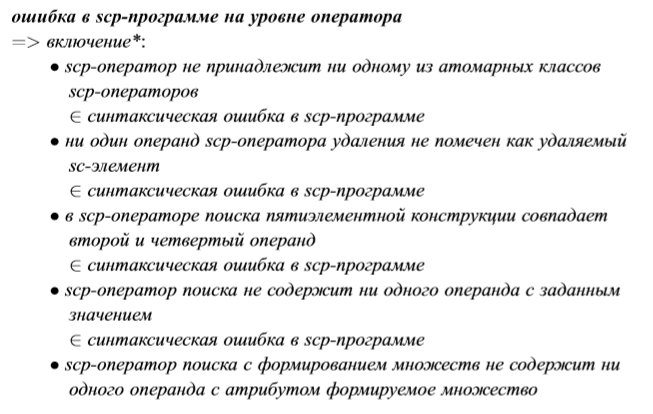 ошибка в scp-программе на уровне оператора
=> включение*:
• scp-оператор не принадлежит ни одному из атомарных классов
scp-операторов
∈ синтаксическая ошибка в scp-программе
• ни один операнд scp-оператора удаления не помечен как удаляемый
sc-элемент
∈ синтаксическая ошибка в scp-программе
• в scp-операторе поиска пятиэлементной конструкции совпадает
второй и четвертый операнд
∈ синтаксическая ошибка в scp-программе
• scp-оператор поиска не содержит ни одного операнда с заданным
значением
∈ синтаксическая ошибка в scp-программе
• scp-оператор поиска с формированием множеств не содержит ни
одного операнда с атрибутом формируемое множество